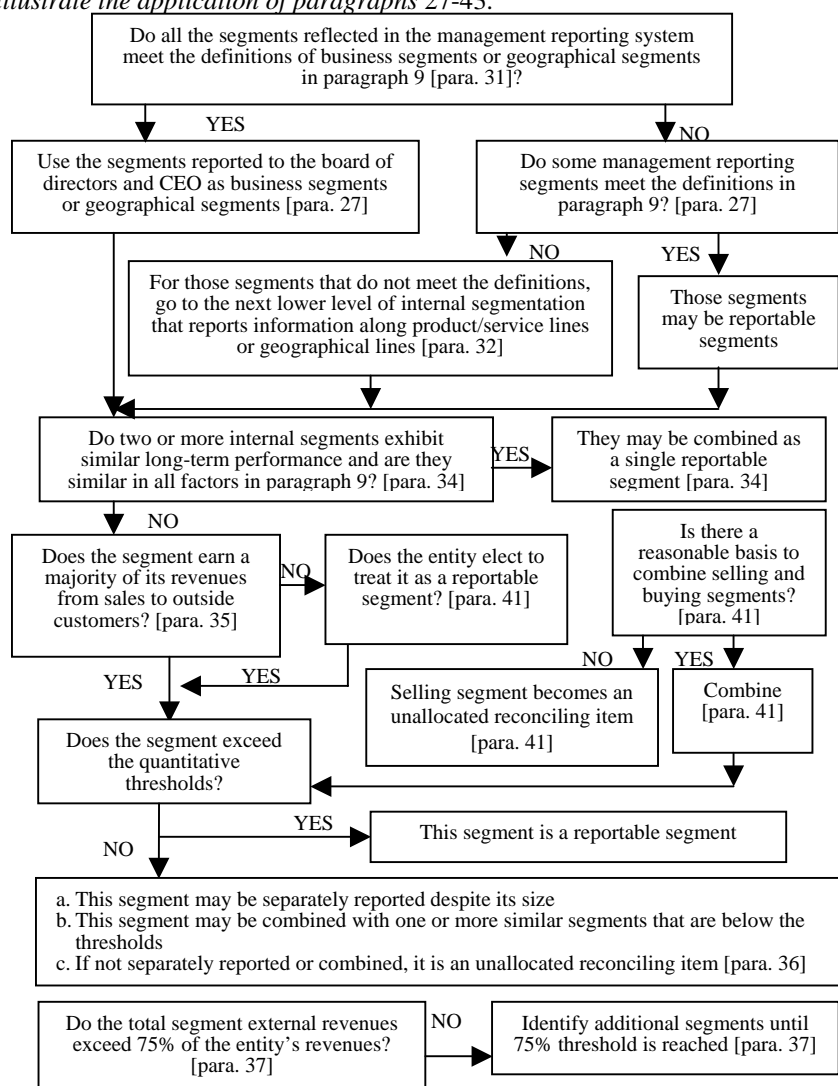 illustrate the application of paragraphs 27-43.
Do all the segments reflected in the management reporting system
meet the definitions of business segments or geographical segments
in paragraph 9 [para. 31]?
YES
NO
Use the segments reported to the board of
directors and CEO as business segments
or geographical segments [para. 27]
Do some management reporting
segments meet the definitions in
paragraph 9? [para. 27]
NO
YES
For those segments that do not meet the definitions,
go to the next lower level of internal segmentation
that reports information along product/service lines
or geographical lines [para. 32]
Those segments
may be reportable
segments
Do two or more internal segments exhibit
similar long-term performance and are they
similar in all factors in paragraph 9? [para. 34]
YES
They may be combined as
a single reportable
segment [para. 34]
NO
Does the segment earn a
majority of its revenues
from sales to outside
customers? [para. 35]
NO
Does the entity elect to
treat it as a reportable
segment? [para. 41]
Is there a
reasonable basis to
combine selling and
buying segments?
[para. 41]
YES
YES
NO
YES
Selling segment becomes an
unallocated reconciling item
[para. 41]
Combine
[para. 41]
Does the segment exceed
the quantitative
thresholds?
YES
This segment is a reportable segment
NO
a. This segment may be separately reported despite its size
b. This segment may be combined with one or more similar segments that are below the
thresholds
c. If not separately reported or combined, it is an unallocated reconciling item [para. 36]
Do the total segment external revenues
exceed 75% of the entity's revenues?
[para. 37]
NO
Identify additional segments until
75% threshold is reached [para. 37]